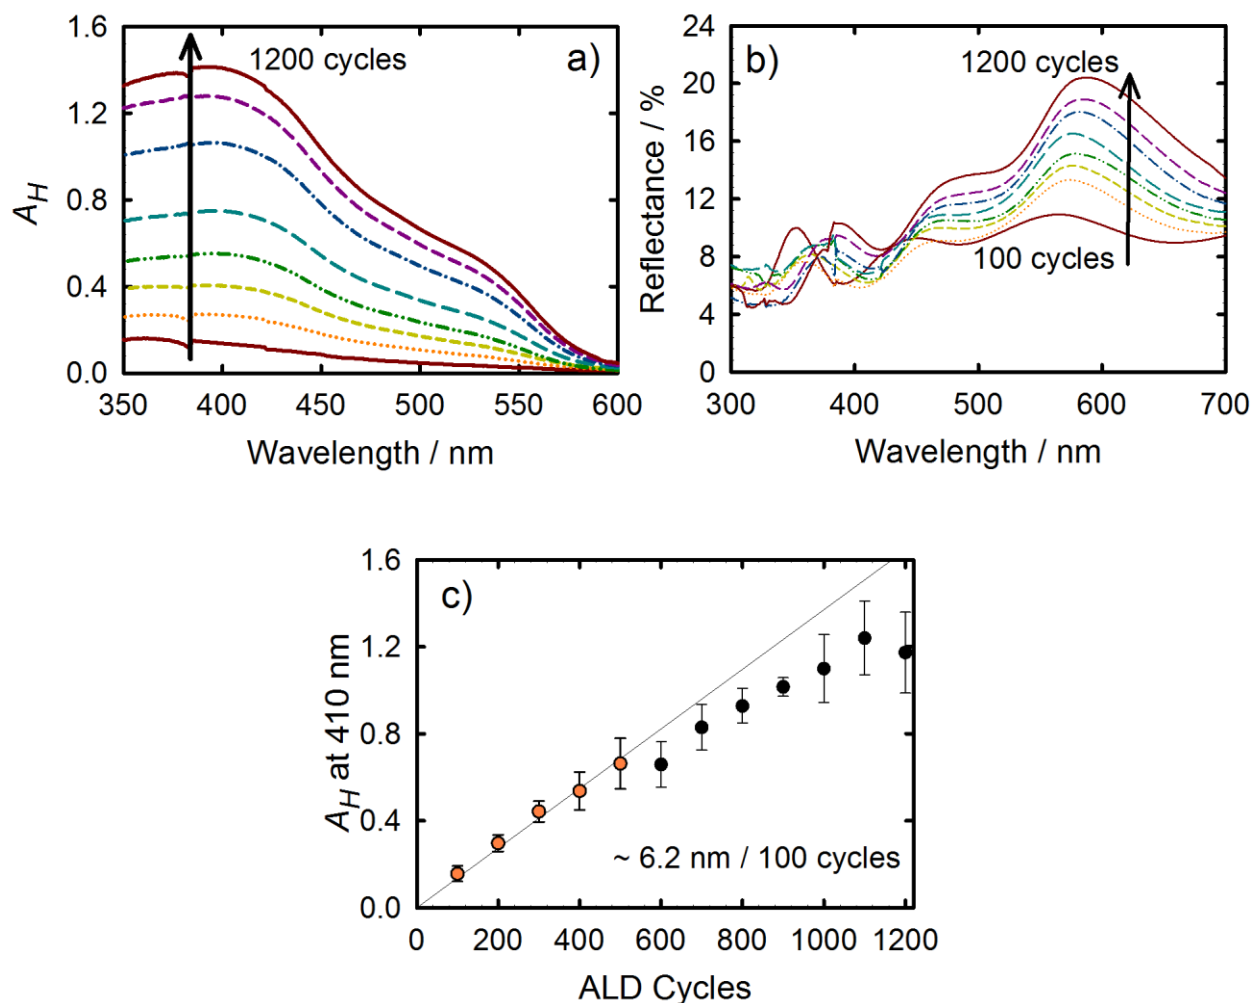 a)
1200 cycles
A_H
1.6
1.2
0.8
0.4
0.0
350 400 450 500 550 600
Wavelength / nm
b)
1200 cycles
100 cycles
Reflectance / %
24
20
16
12
8
4
0
300 400 500 600 700
Wavelength / nm
c)
~ 6.2 nm / 100 cycles
A_H at 410 nm
1.6
1.2
0.8
0.4
0.0
0 200 400 600 800 1000 1200
ALD Cycles